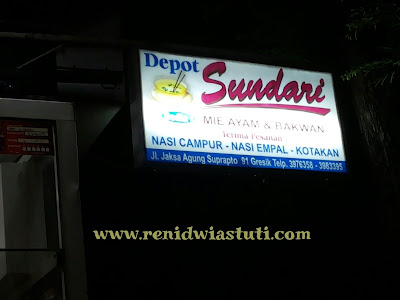 Depot
Sundari
MIE AYAM & BAKWAN
Terima Pesanan
NASI CAMPUR - NASI EMPAL - KOTAKAN
Jl. Jaksa Agung Suprapto 91 Gresik Telp. 3976358 - 3983395
www.renidwiastuti.com